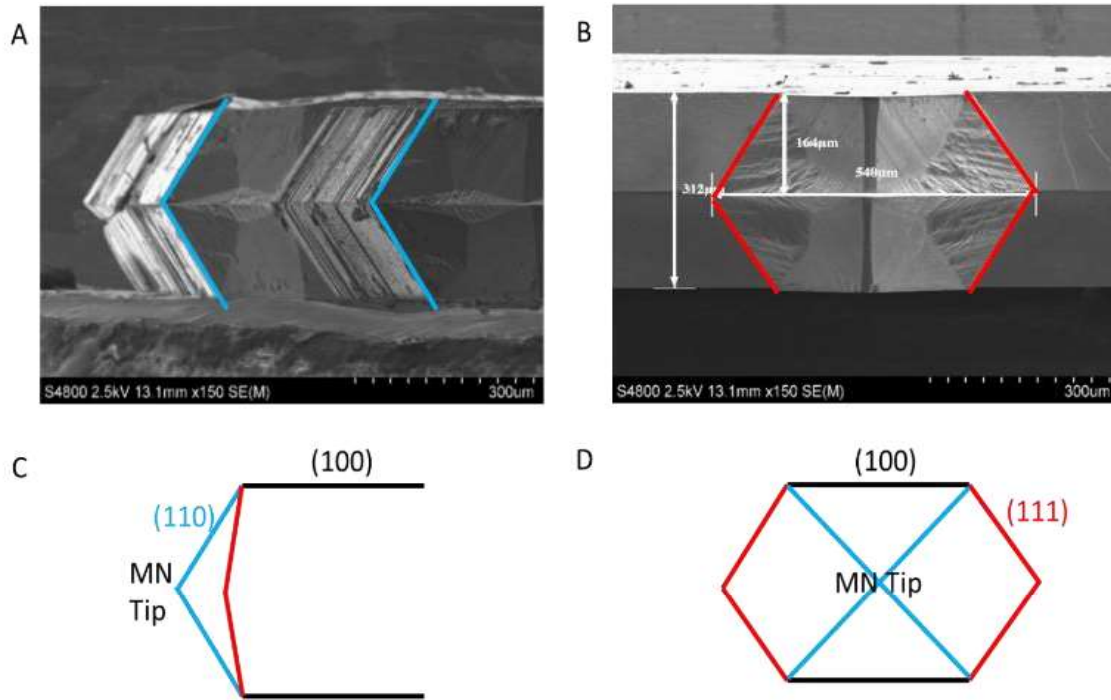 A
B
164μm
540μm
312μ
S4800 2.5kV 13.1mm x150 SE(M)
300um
S4800 2.5kV 13.1mm x150 SE(M)
300um
C
(100)
(110)
MN
Tip
D
(100)
(111)
MN Tip